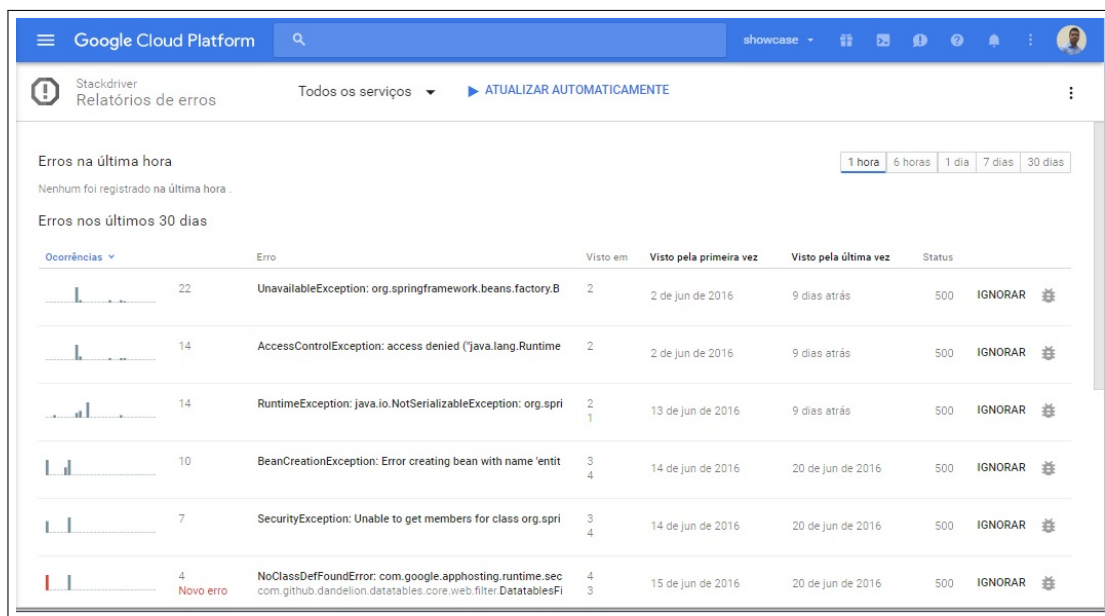 Google Cloud Platform
showcase
Stackdriver
Relatórios de erros
Todos os serviços
ATUALIZAR AUTOMATICAMENTE
Erros na última hora
1 hora 6 horas 1 dia 7 dias 30 dias
Nenhum foi registrado na última hora .
Erros nos últimos 30 dias
Ocorrências Erro Visto em Visto pela primeira vez Visto pela última vez Status
22 UnavailableException: org.springframework.beans.factory.B 2 2 de jun de 2016 9 dias atrás 500 IGNORAR
14 AccessControlException: access denied ("java.lang.Runtime 2 2 de jun de 2016 9 dias atrás 500 IGNORAR
14 RuntimeException: java.io.NotSerializableException: org.spri 2 13 de jun de 2016 9 dias atrás 500 IGNORAR
1
10 BeanCreationException: Error creating bean with name 'entit 3 14 de jun de 2016 20 de jun de 2016 500 IGNORAR
4
7 SecurityException: Unable to get members for class org.spri 3 14 de jun de 2016 20 de jun de 2016 500 IGNORAR
4
4 NoClassDefFoundError: com.google.apphosting.runtime.sec 4 15 de jun de 2016 20 de jun de 2016 500 IGNORAR
Novo erro com.github.dandelion.datatables.core.web.filter.DatatablesFi 3